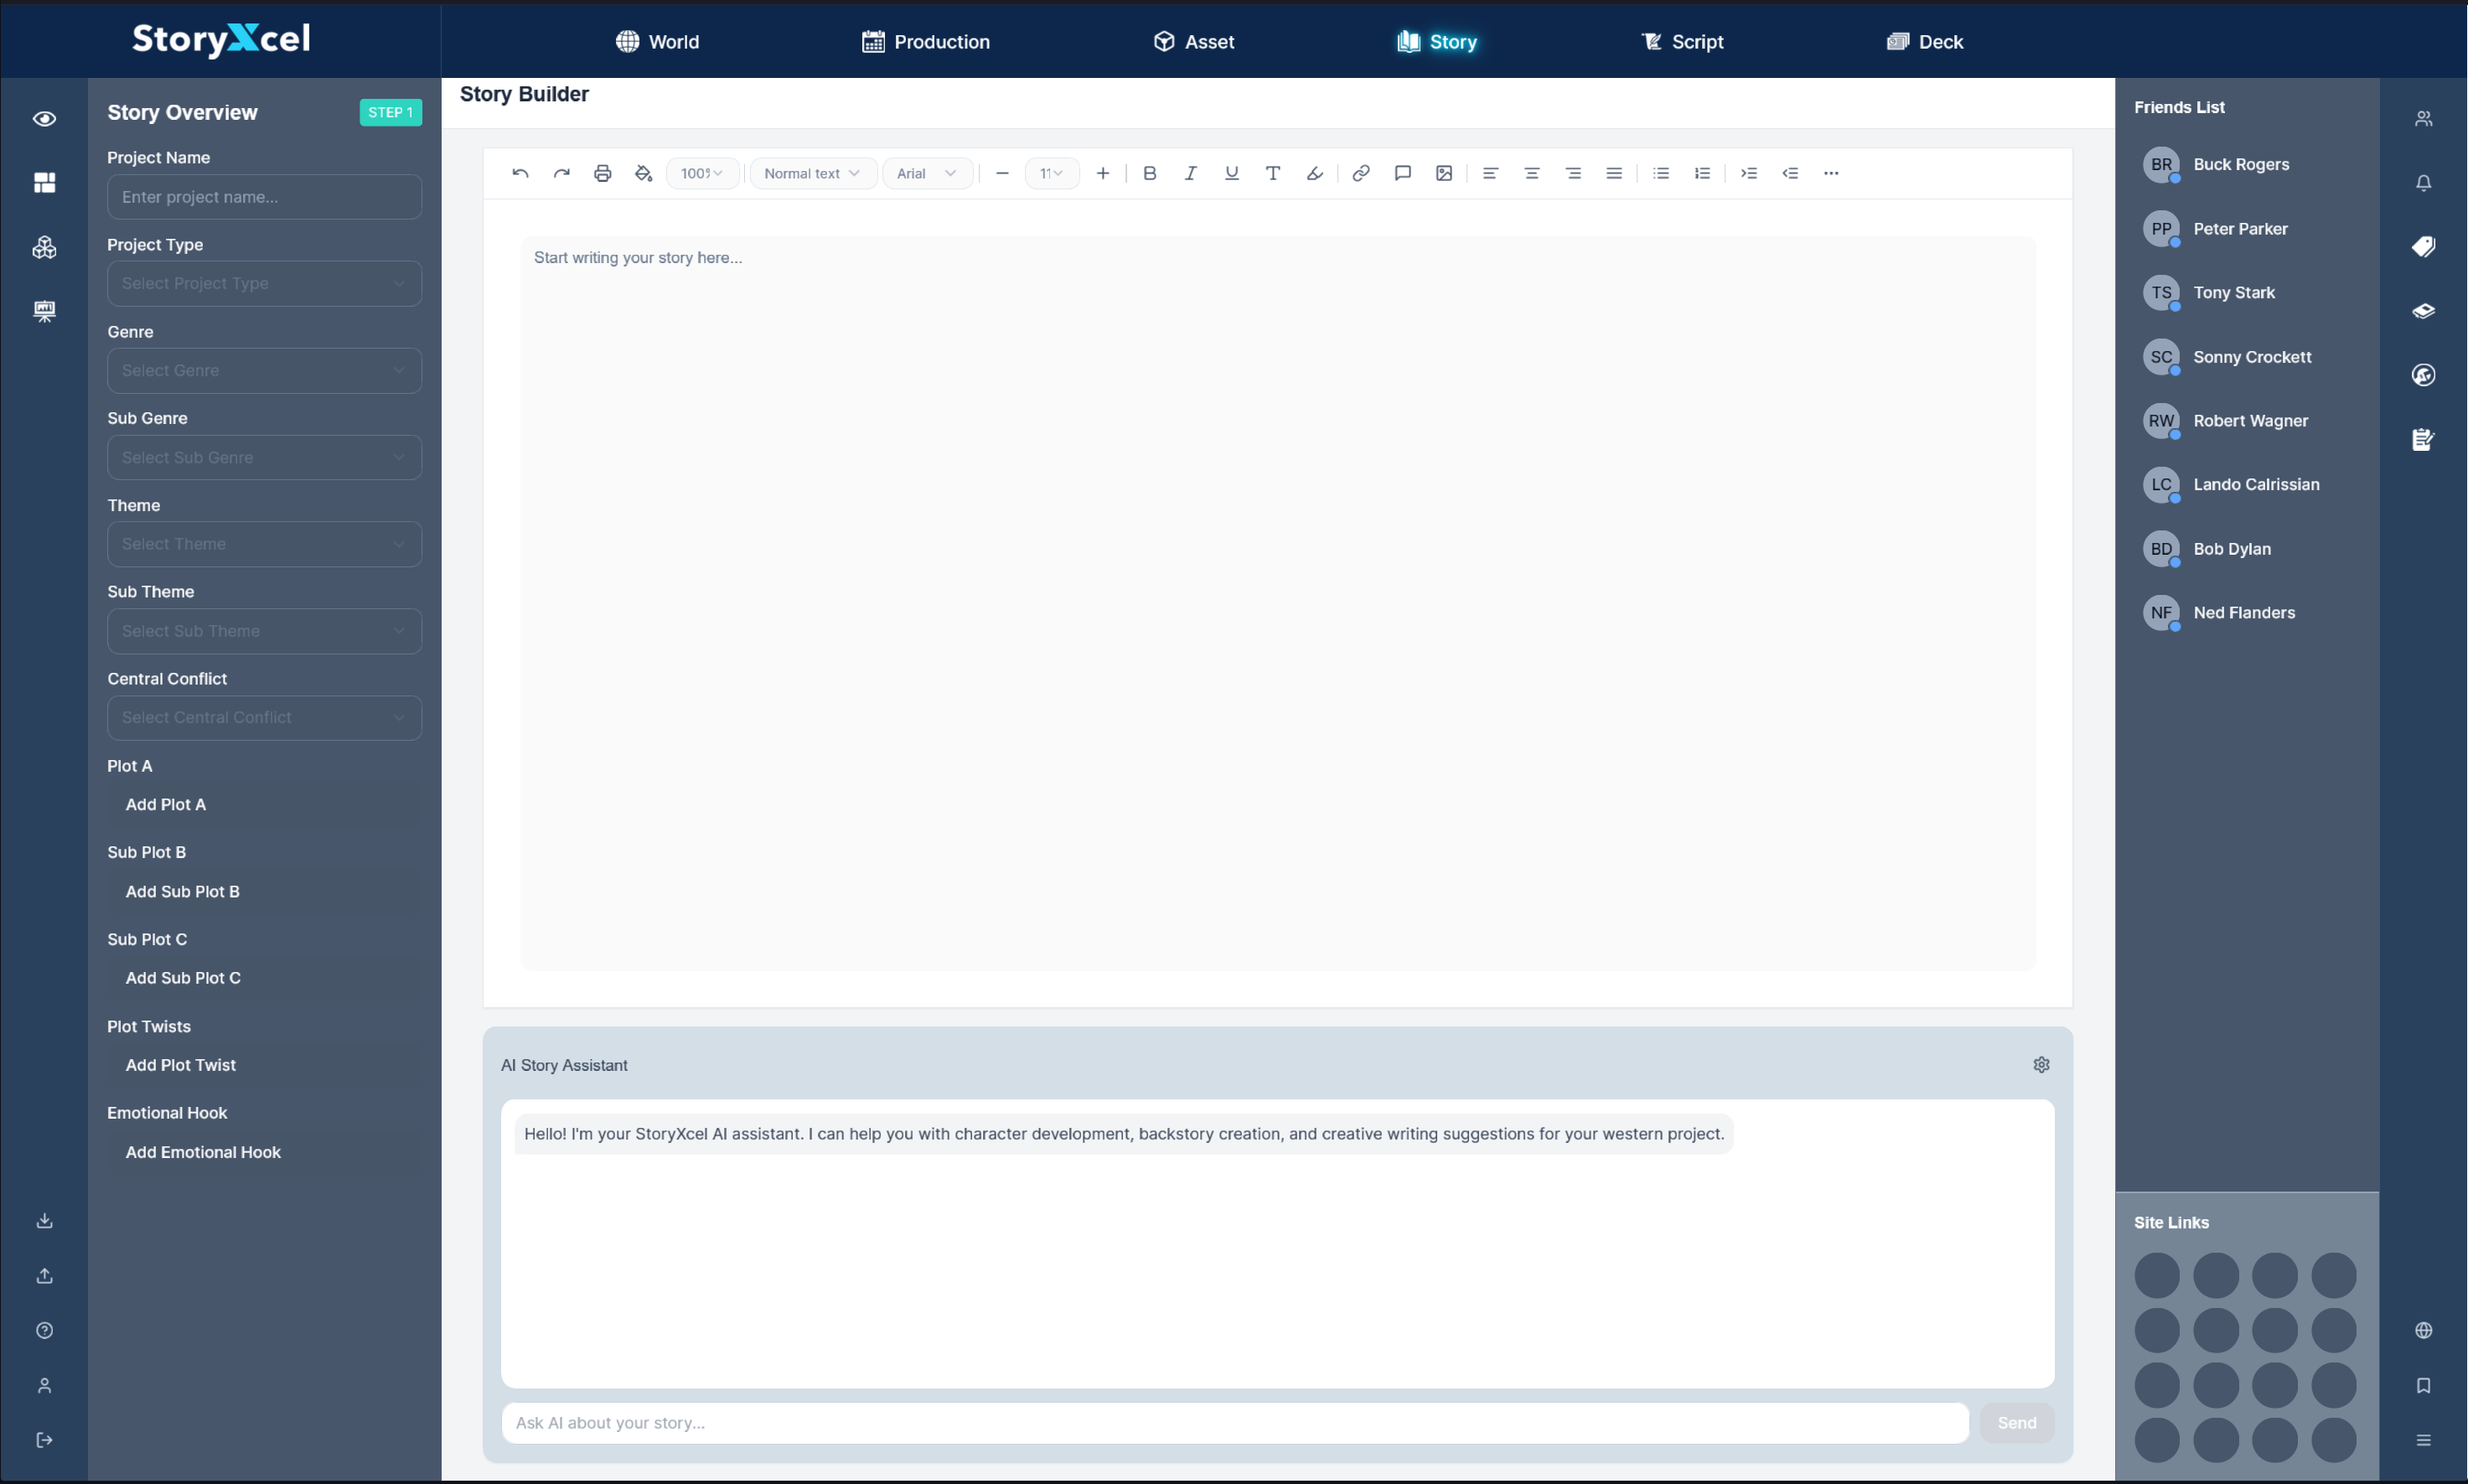 StoryXcel
World
Production
Asset
Story
Script
Deck
Story Overview
STEP 1
Project Name
Enter project name...
Project Type
Select Project Type
Genre
Select Genre
Sub Genre
Select Sub Genre
Theme
Select Theme
Sub Theme
Select Sub Theme
Central Conflict
Select Central Conflict
Plot A
Add Plot A
Sub Plot B
Add Sub Plot B
Sub Plot C
Add Sub Plot C
Plot Twists
Add Plot Twist
Emotional Hook
Add Emotional Hook
Story Builder
100%
Normal text
Arial
11
Start writing your story here...
AI Story Assistant
Hello! I'm your StoryXcel AI assistant. I can help you with character development, backstory creation, and creative writing suggestions for your western project.
Ask AI about your story...
Send
Friends List
BR Buck Rogers
PP Peter Parker
TS Tony Stark
SC Sonny Crockett
RW Robert Wagner
LC Lando Calrissian
BD Bob Dylan
NF Ned Flanders
Site Links